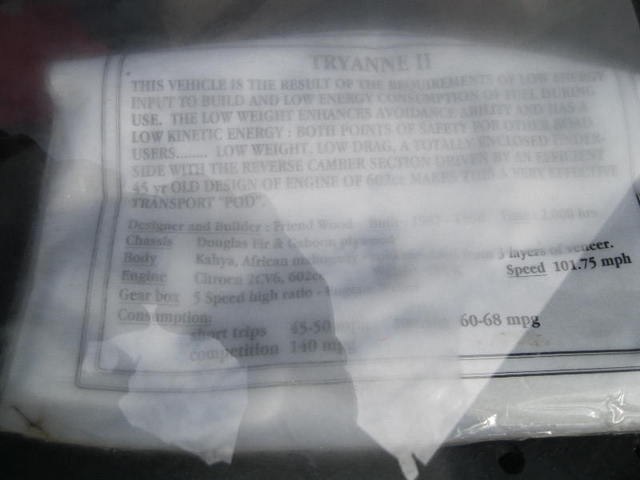 TRYANNE II
THIS VEHICLE IS THE RESULT OF THE REQUIREMENTS OF LOW ENERGY
INPUT TO BUILD AND LOW ENERGY CONSUMPTION OF FUEL DURING
USE. THE LOW WEIGHT ENHANCES AVOIDANCE ABILITY AND HAS A
LOW KINETIC ENERGY : BOTH POINTS OF SAFETY FOR OTHER ROAD
USERS........ LOW WEIGHT, LOW DRAG, A TOTALLY ENCLOSED UNDER-
SIDE WITH THE REVERSE CAMBER SECTION DRIVEN BY AN EFFICIENT
45 yr OLD DESIGN OF ENGINE OF 602cc MAKES THIS A VERY EFFECTIVE
TRANSPORT "POD".
Designer and Builder : Friend Wood 2,000 hrs
Chassis Douglas Fir & Gaboon
Body Kahya, African 3 layers of veneer.
Engine Citroen 2CV6, 602cc Speed 101.75 mph
Gear box 5 Speed high ratio
Consumption:
short trips 45-50 60-68 mpg
competition 140